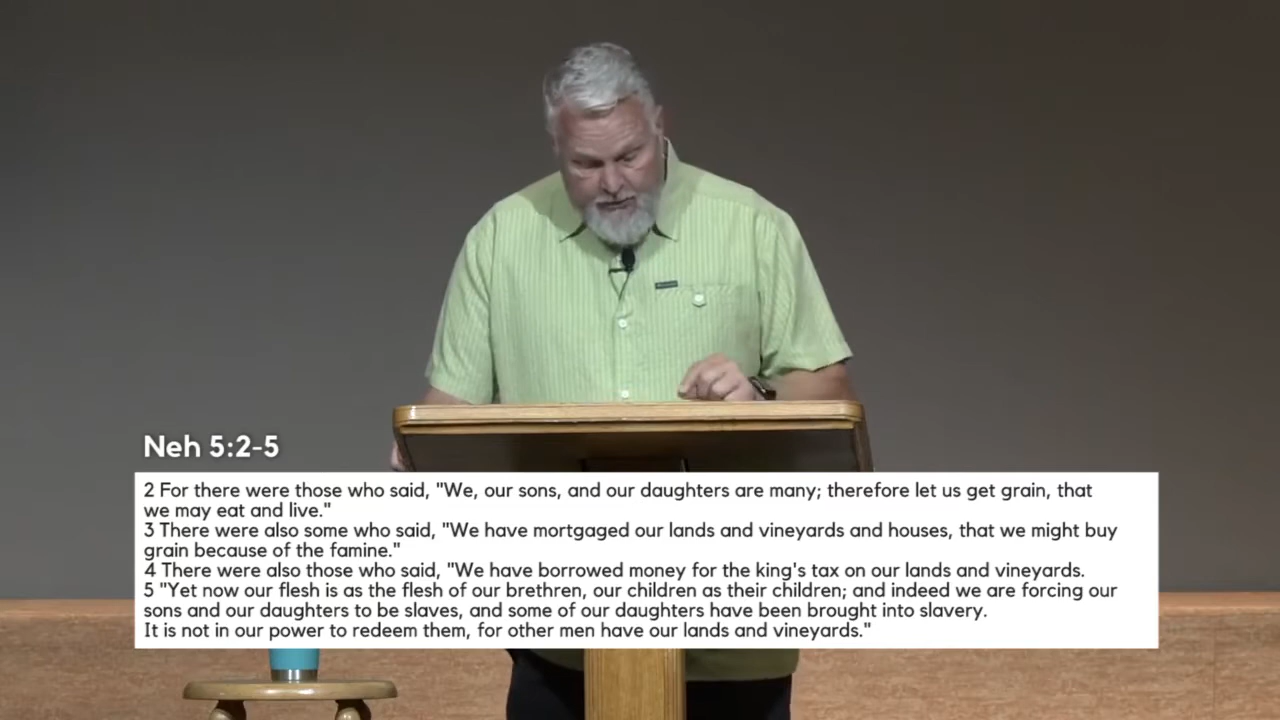 Neh 5:2-5
2 For there were those who said, "We, our sons, and our daughters are many; therefore let us get grain, that
we may eat and live."
3 There were also some who said, "We have mortgaged our lands and vineyards and houses, that we might buy
grain because of the famine."
4 There were also those who said, "We have borrowed money for the king's tax on our lands and vineyards.
5 "Yet now our flesh is as the flesh of our brethren, our children as their children; and indeed we are forcing our
sons and our daughters to be slaves, and some of our daughters have been brought into slavery.
It is not in our power to redeem them, for other men have our lands and vineyards."